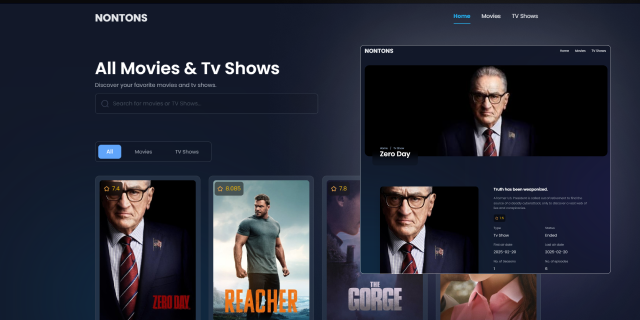 NONTONS
Home Movies TV Shows
All Movies & Tv Shows
Discover your favorite movies and tv shows.
Search for movies or TV Shows...
All Movies TV Shows
7.4
ZERO DAY
8.085
REACHER
7.8
THE
GORGE
NONTONS
Home Movies TV Shows
Home TV Show
Zero Day
Truth has been weaponized.
7.4
Type Status
Tv Show Ended
First air date Last air date
2025-02-20 2025-02-20
No. of Seasons No. of episodes
1 6